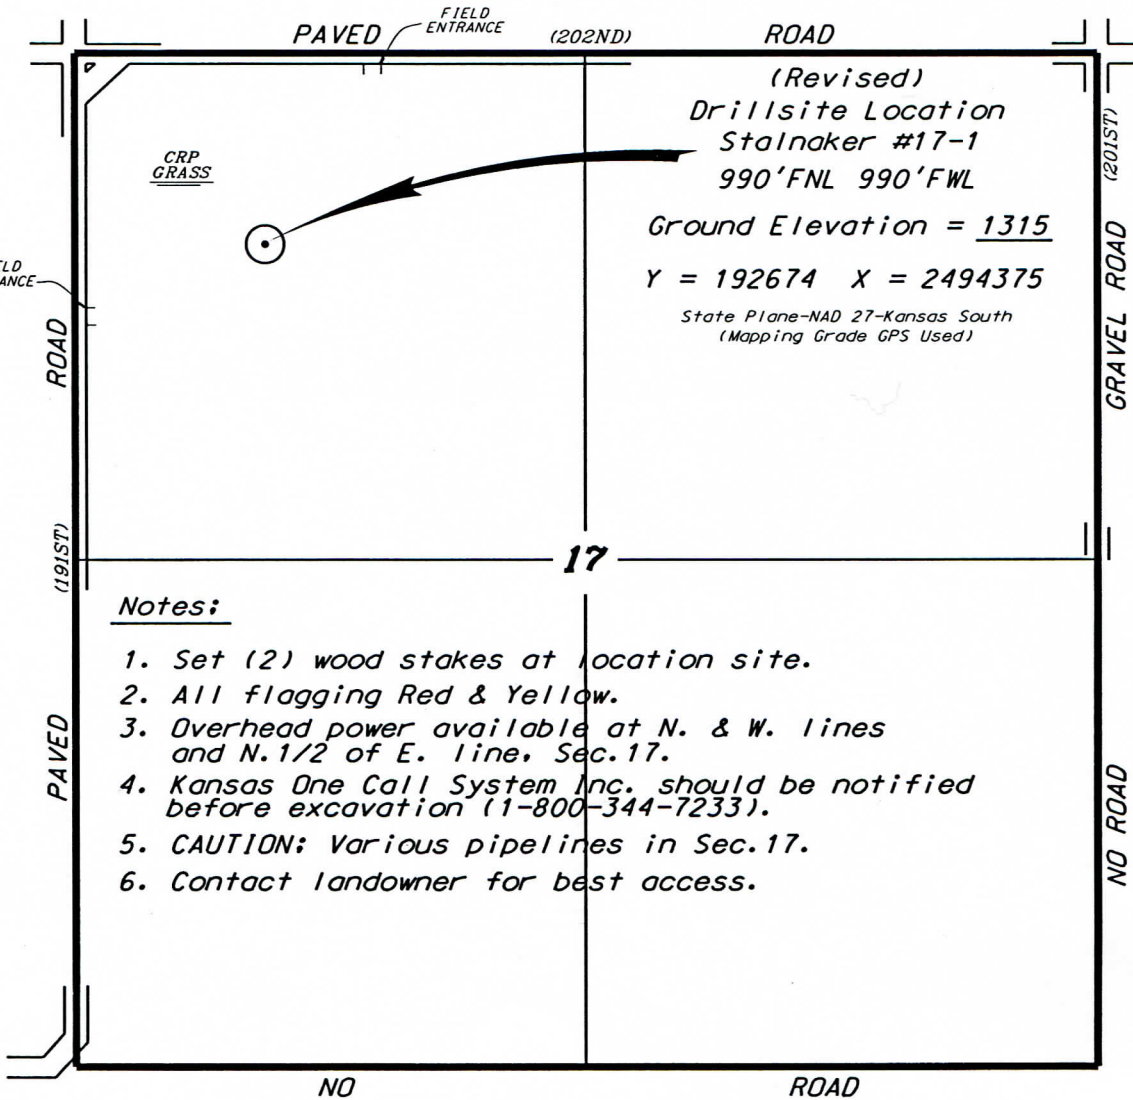 FIELD
ENTRANCE
PAVED (202ND) ROAD
(Revised)
Drillsite Location
Stalnaker #17-1
990'FNL 990'FWL
Ground Elevation = 1315
Y = 192674 X = 2494375
State Plane-NAD 27-Kansas South
(Mapping Grade GPS Used)
CRP
GRASS
(201ST)
GRAVEL ROAD
ROAD
(191ST)
PAVED
17
Notes:
1. Set (2) wood stakes at location site.
2. All flagging Red & Yellow.
3. Overhead power available at N. & W. lines
and N.1/2 of E. line, Sec.17.
4. Kansas One Call System Inc. should be notified
before excavation (1-800-344-7233).
5. CAUTION: Various pipelines in Sec.17.
6. Contact landowner for best access.
NO ROAD
NO ROAD